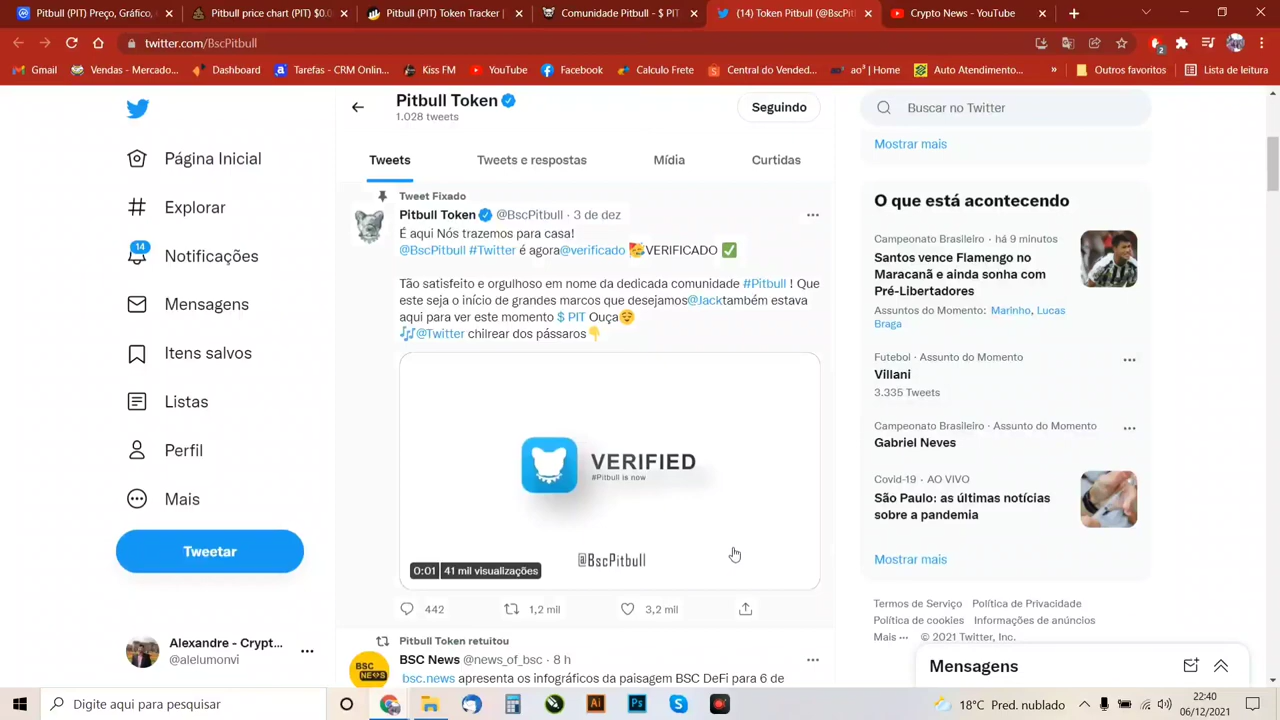 Pitbull (PIT) Preço, Gráfico,
Pitbull price chart (PIT) $0.0
Pitbull Token Tracker |
Comunidade Pitbull - $ PIT
(14) Token Pitbull (@BscPit
Crypto News - YouTube
twitter.com/BscPitbull
Gmail
Vendas - Mercado...
Dashboard
Tarefas - CRM Onlin...
Kiss FM
YouTube
Facebook
Calculo Frete
Central do Vended...
ao³ | Home
Auto Atendimento...
»
Outros favoritos
Lista de leitura
Página Inicial
Explorar
14
Notificações
Mensagens
Itens salvos
Listas
Perfil
Mais
Tweetar
Alexandre - Crypt...
@alelumonvi
Pitbull Token
1.028 tweets
Seguindo
Tweets
Tweets e respostas
Mídia
Curtidas
Tweet Fixado
Pitbull Token @BscPitbull · 3 de dez
É aqui Nós trazemos para casa!
@BscPitbull #Twitter é agora@verificado 🥰VERIFICADO ✅
Tão satisfeito e orgulhoso em nome da dedicada comunidade #Pitbull ! Que
este seja o início de grandes marcos que desejamos@Jacktambém estava
aqui para ver este momento $ PIT Ouça😌
🎶@Twitter chilrear dos pássaros👇
VERIFIED
#Pitbull is now
@BscPitbull
0:01 41 mil visualizações
442
1,2 mil
3,2 mil
Pitbull Token retuitou
BSC NEWS
BSC News @news_of_bsc · 8 h
bsc.news apresenta os infográficos da paisagem BSC DeFi para 6 de
Buscar no Twitter
Mostrar mais
O que está acontecendo
Campeonato Brasileiro · há 9 minutos
Santos vence Flamengo no
Maracanã e ainda sonha com
Pré-Libertadores
Assuntos do Momento: Marinho, Lucas
Braga
Futebol · Assunto do Momento
Villani
3.335 Tweets
Campeonato Brasileiro · Assunto do Momento
Gabriel Neves
Covid-19 · AO VIVO
São Paulo: as últimas notícias
sobre a pandemia
Mostrar mais
Termos de Serviço Política de Privacidade
Política de cookies Informações de anúncios
Mais ··· © 2021 Twitter, Inc.
Mensagens
Digite aqui para pesquisar
18°C Pred. nublado
22:40
06/12/2021